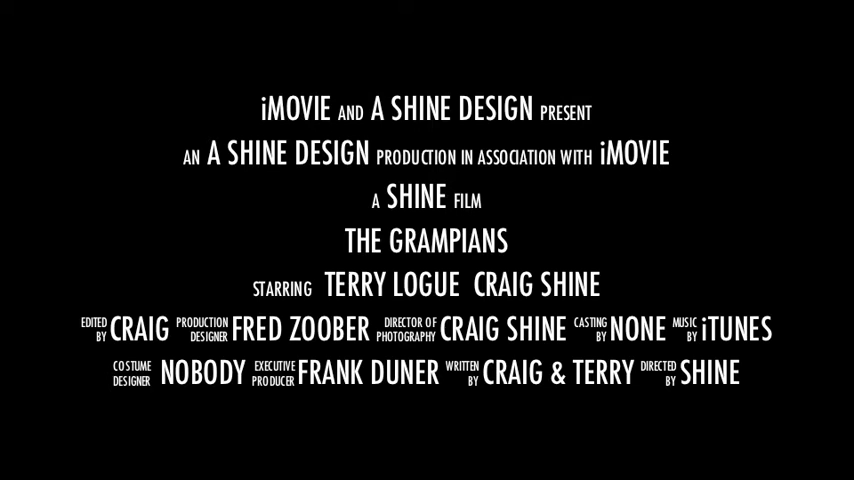 iMOVIE AND A SHINE DESIGN PRESENT
AN A SHINE DESIGN PRODUCTION IN ASSOCIATION WITH iMOVIE
A SHINE FILM
THE GRAMPIANS
STARRING TERRY LOGUE CRAIG SHINE
EDITED BY CRAIG PRODUCTION DESIGNER FRED ZOOBER DIRECTOR OF PHOTOGRAPHY CRAIG SHINE CASTING BY NONE MUSIC BY iTUNES
COSTUME DESIGNER NOBODY EXECUTIVE PRODUCER FRANK DUNER WRITTEN BY CRAIG & TERRY DIRECTED BY SHINE